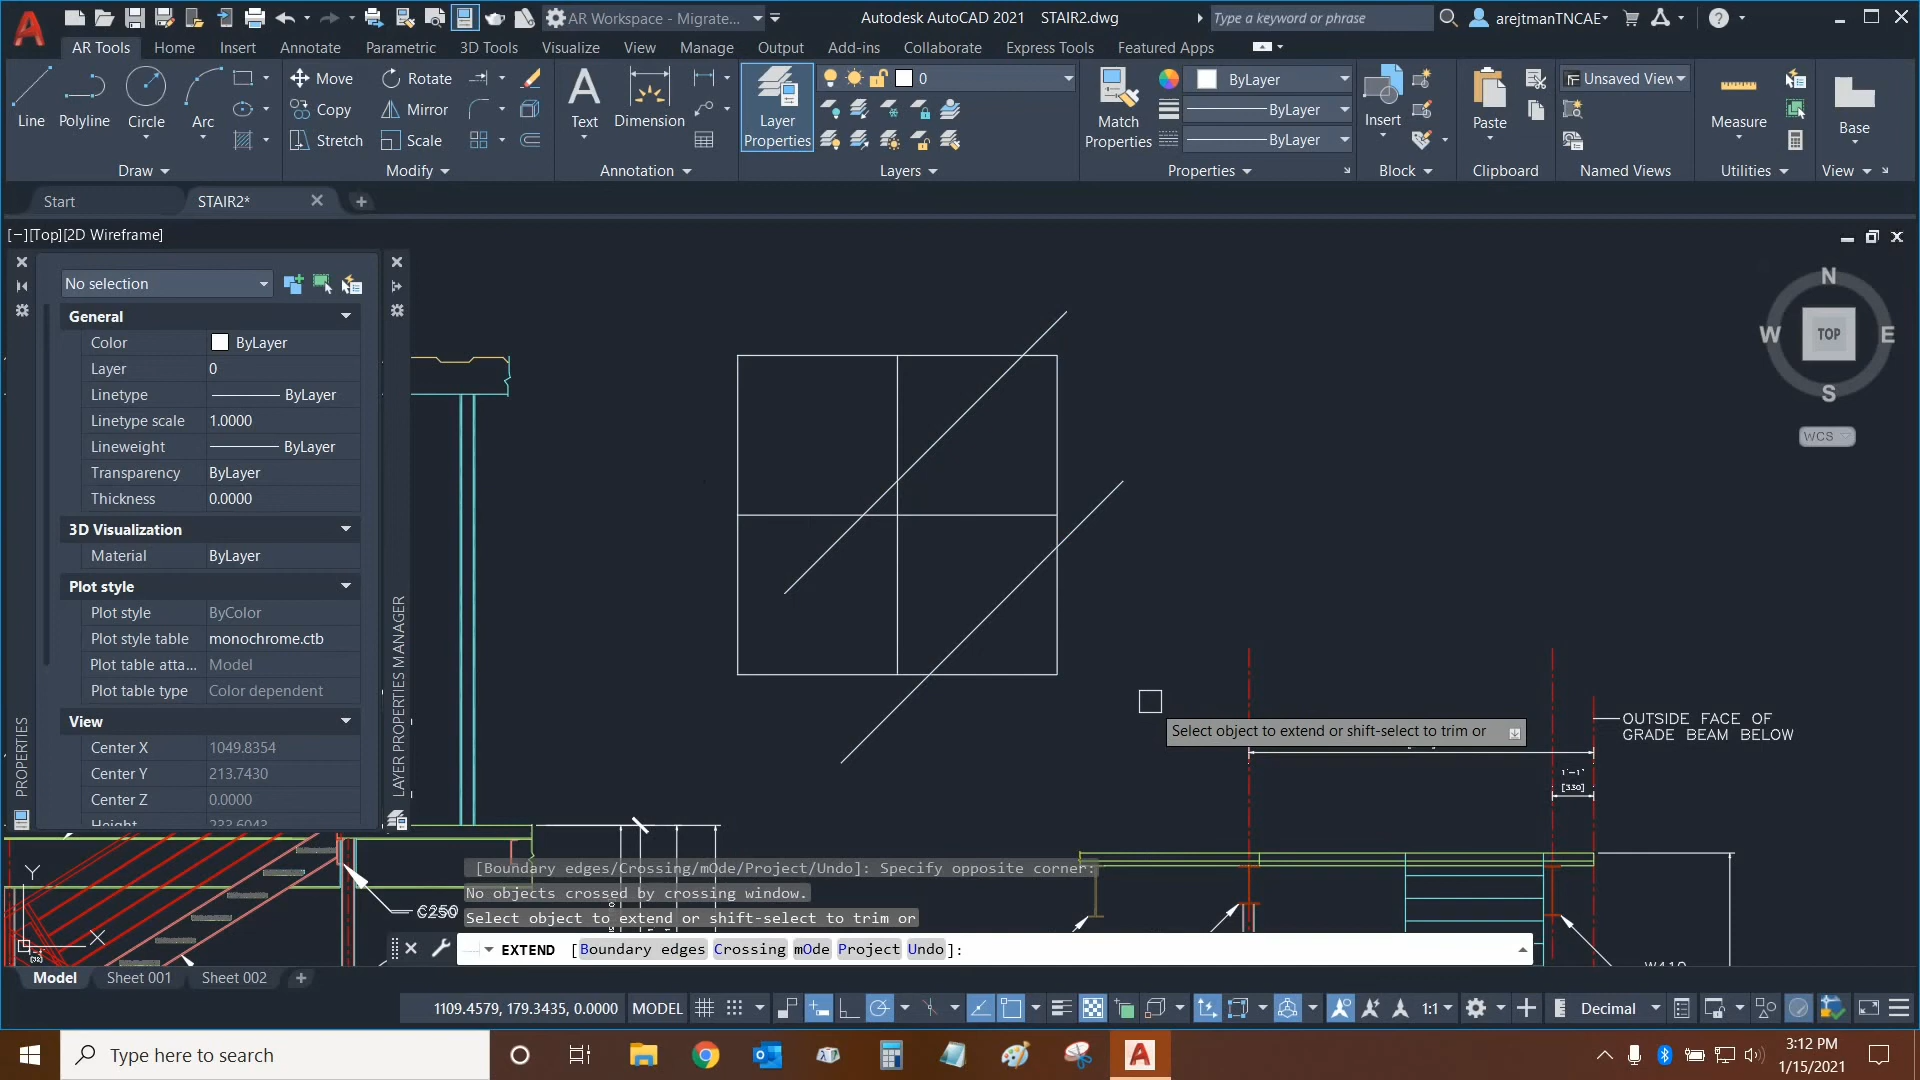 AR Workspace - Migrate...
Autodesk AutoCAD 2021 STAIR2.dwg
Type a keyword or phrase
arejtmanTNCAE
AR Tools Home Insert Annotate Parametric 3D Tools Visualize View Manage Output Add-ins Collaborate Express Tools Featured Apps
Move Rotate
0
ByLayer
Unsaved View
Copy Mirror
ByLayer
Line Polyline Circle Arc
Text Dimension
Layer Properties
Match Properties
Insert
Paste
Measure
Base
Stretch Scale
ByLayer
Draw Modify Annotation Layers Properties Block Clipboard Named Views Utilities View
Start STAIR2*
[−][Top][2D Wireframe]
No selection
General
Color ByLayer
Layer 0
Linetype ByLayer
Linetype scale 1.0000
Lineweight ByLayer
Transparency ByLayer
Thickness 0.0000
3D Visualization
Material ByLayer
Plot style
Plot style ByColor
Plot style table monochrome.ctb
Plot table atta... Model
Plot table type Color dependent
View
Center X 1049.8354
Center Y 213.7430
Center Z 0.0000
Height 233.6043
PROPERTIES
LAYER PROPERTIES MANAGER
N
W TOP E
S
WCS
OUTSIDE FACE OF
GRADE BEAM BELOW
Select object to extend or shift-select to trim or
1'-1"
[330]
Y
X
C250
W410
[Boundary edges/Crossing/mOde/Project/Undo]: Specify opposite corner:
No objects crossed by crossing window.
Select object to extend or shift-select to trim or
EXTEND [Boundary edges Crossing mOde Project Undo]:
Model Sheet 001 Sheet 002
1109.4579, 179.3435, 0.0000 MODEL
1:1
Decimal
Type here to search
3:12 PM
1/15/2021